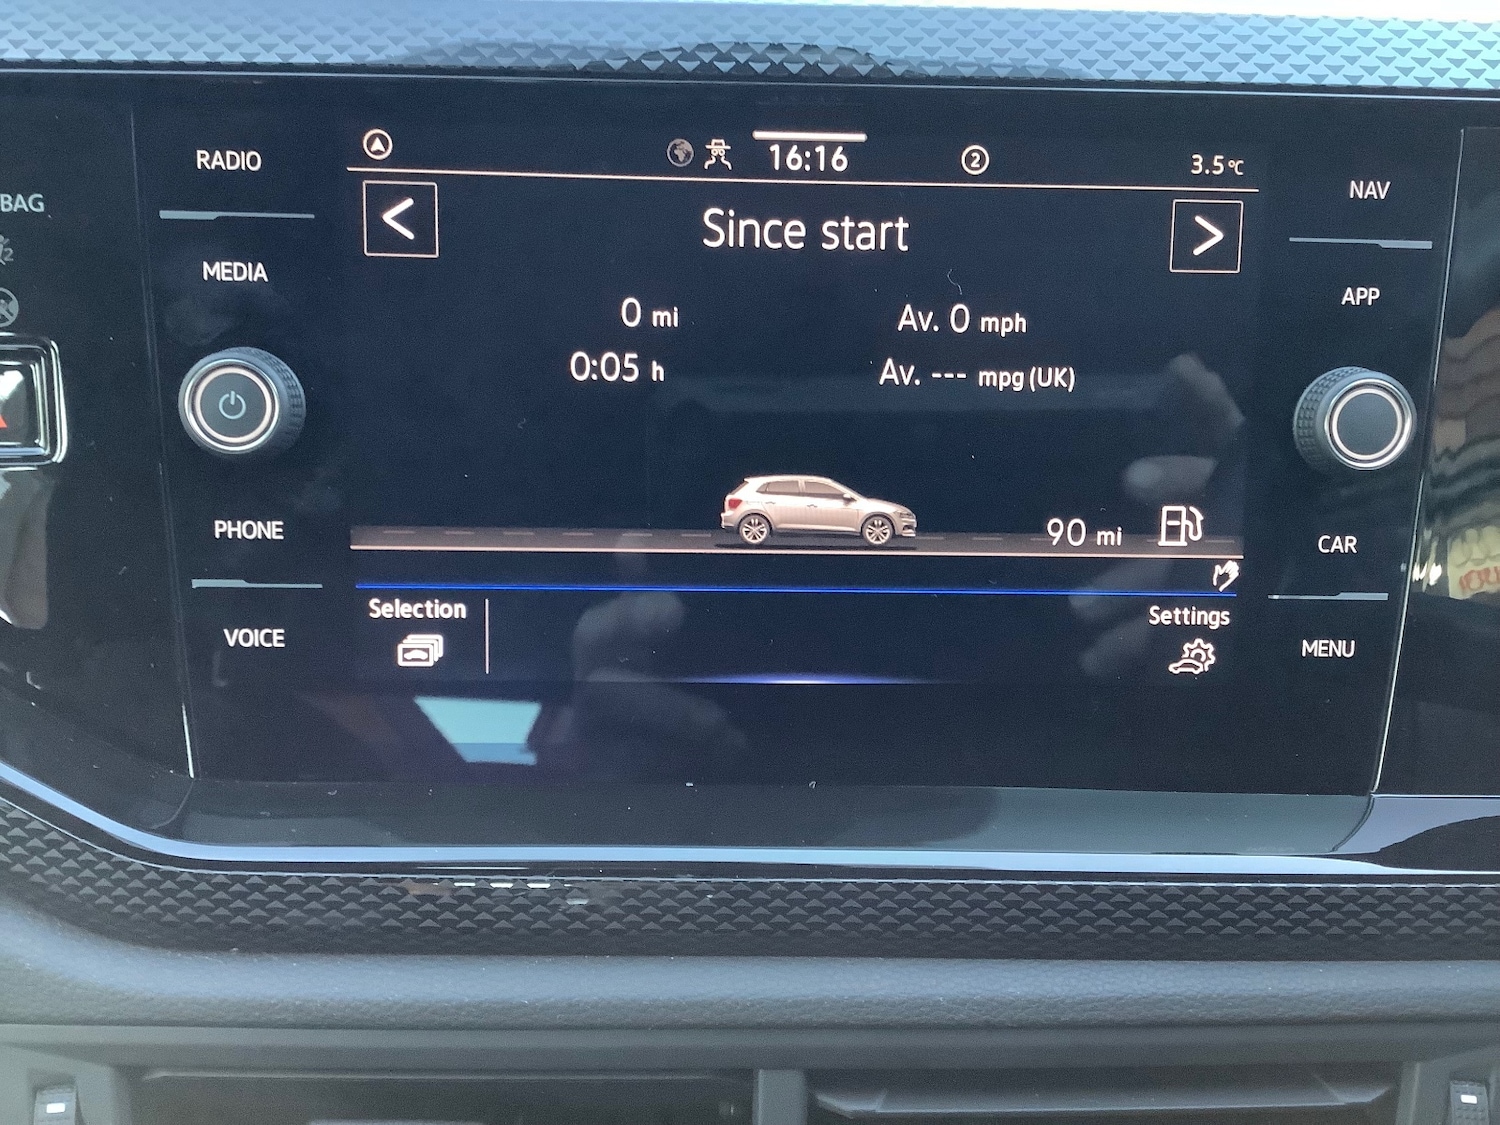 BAG
RADIO
MEDIA
PHONE
VOICE
16:16
2
3.5°C
<
Since start
>
0 mi
Av. 0 mph
0:05 h
Av. --- mpg (UK)
90 mi
Selection
Settings
NAV
APP
CAR
MENU